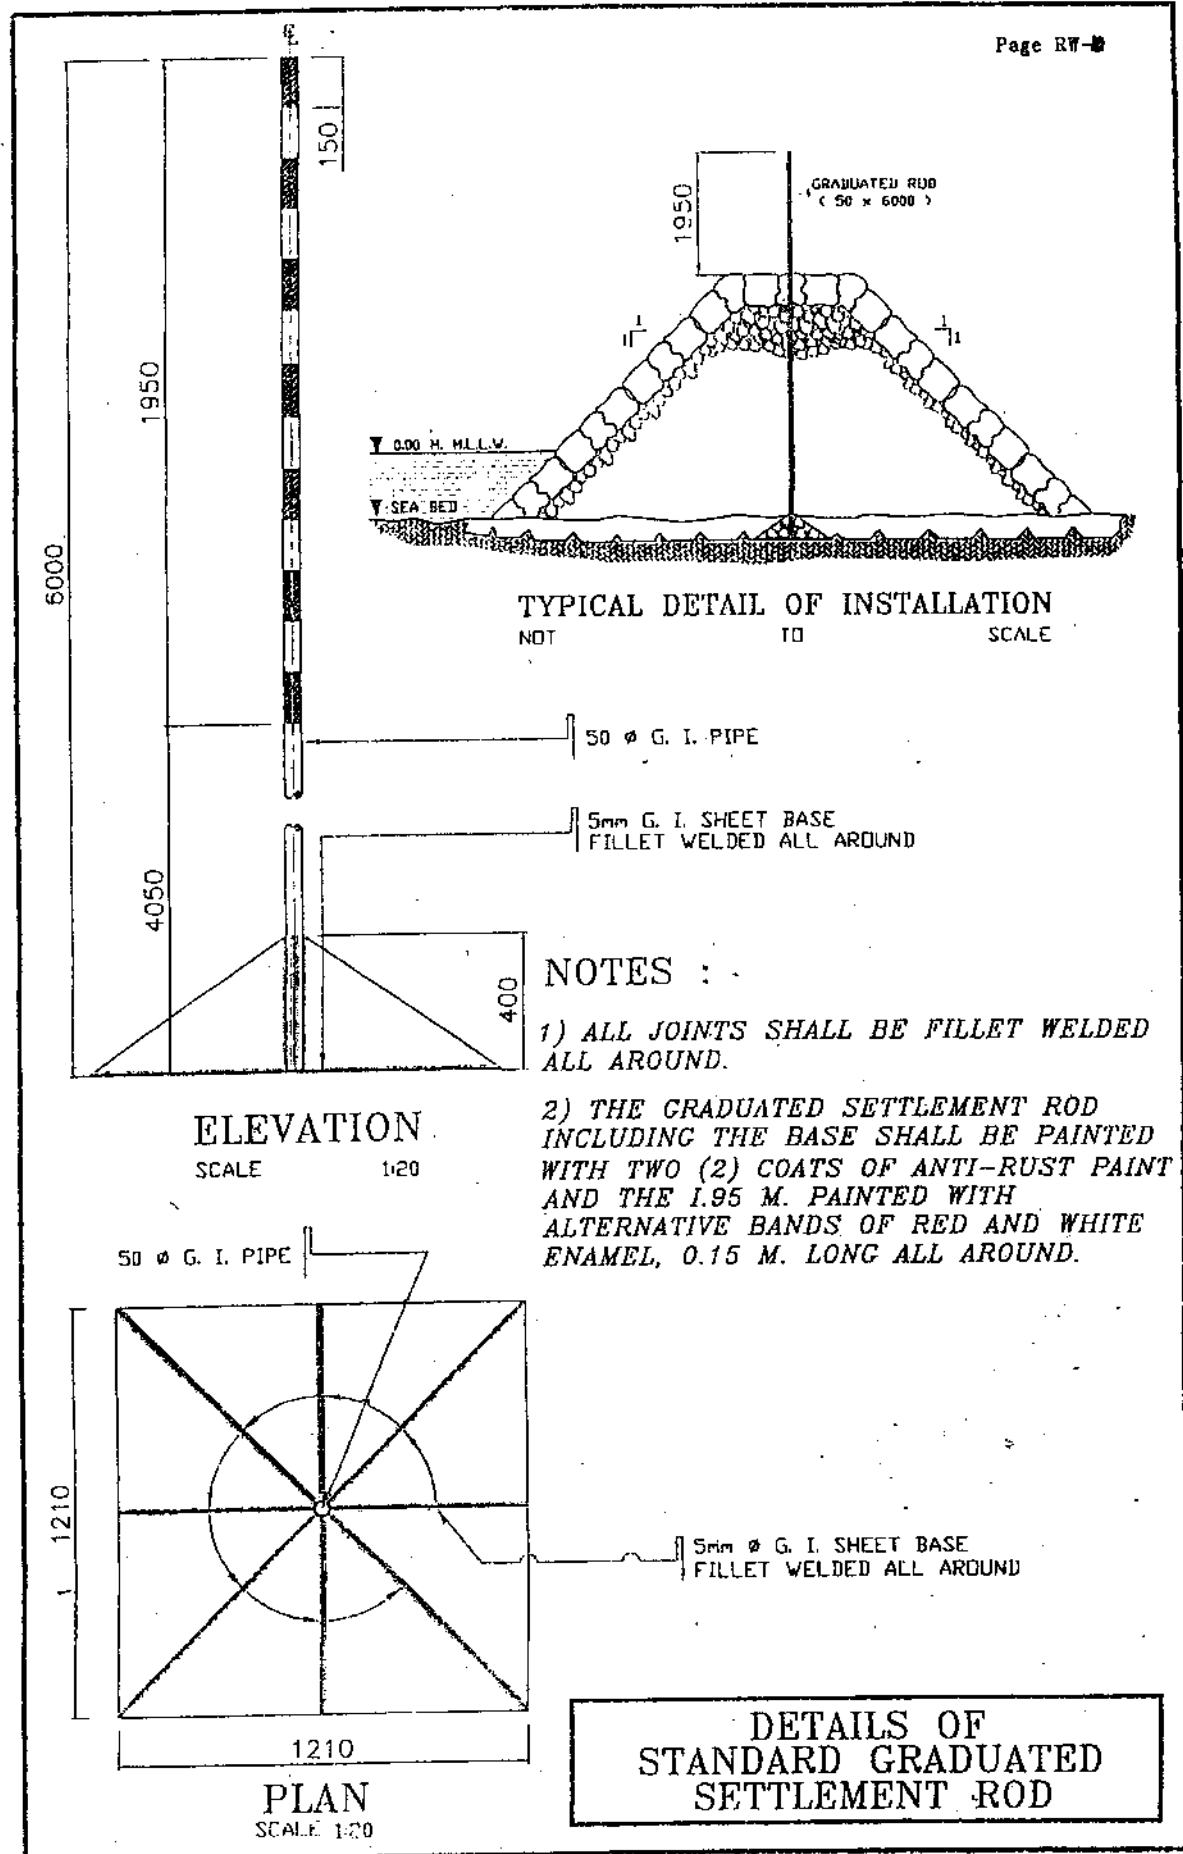 Page RW-
℄
150
1950
6000
4050
400
1950
GRADUATED ROD
( 50 x 6000 )
1
1
1
1
0.00 M. M.L.L.W.
SEA BED
TYPICAL DETAIL OF INSTALLATION
NOT TO SCALE
50 ø G. I. PIPE
5mm G. I. SHEET BASE
FILLET WELDED ALL AROUND
ELEVATION
SCALE 1:20
NOTES :
1) ALL JOINTS SHALL BE FILLET WELDED
ALL AROUND.
2) THE GRADUATED SETTLEMENT ROD
INCLUDING THE BASE SHALL BE PAINTED
WITH TWO (2) COATS OF ANTI-RUST PAINT
AND THE 1.95 M. PAINTED WITH
ALTERNATIVE BANDS OF RED AND WHITE
ENAMEL, 0.15 M. LONG ALL AROUND.
50 ø G. I. PIPE
1210
1210
5mm ø G. I. SHEET BASE
FILLET WELDED ALL AROUND
PLAN
SCALE 1:20
DETAILS OF
STANDARD GRADUATED
SETTLEMENT ROD